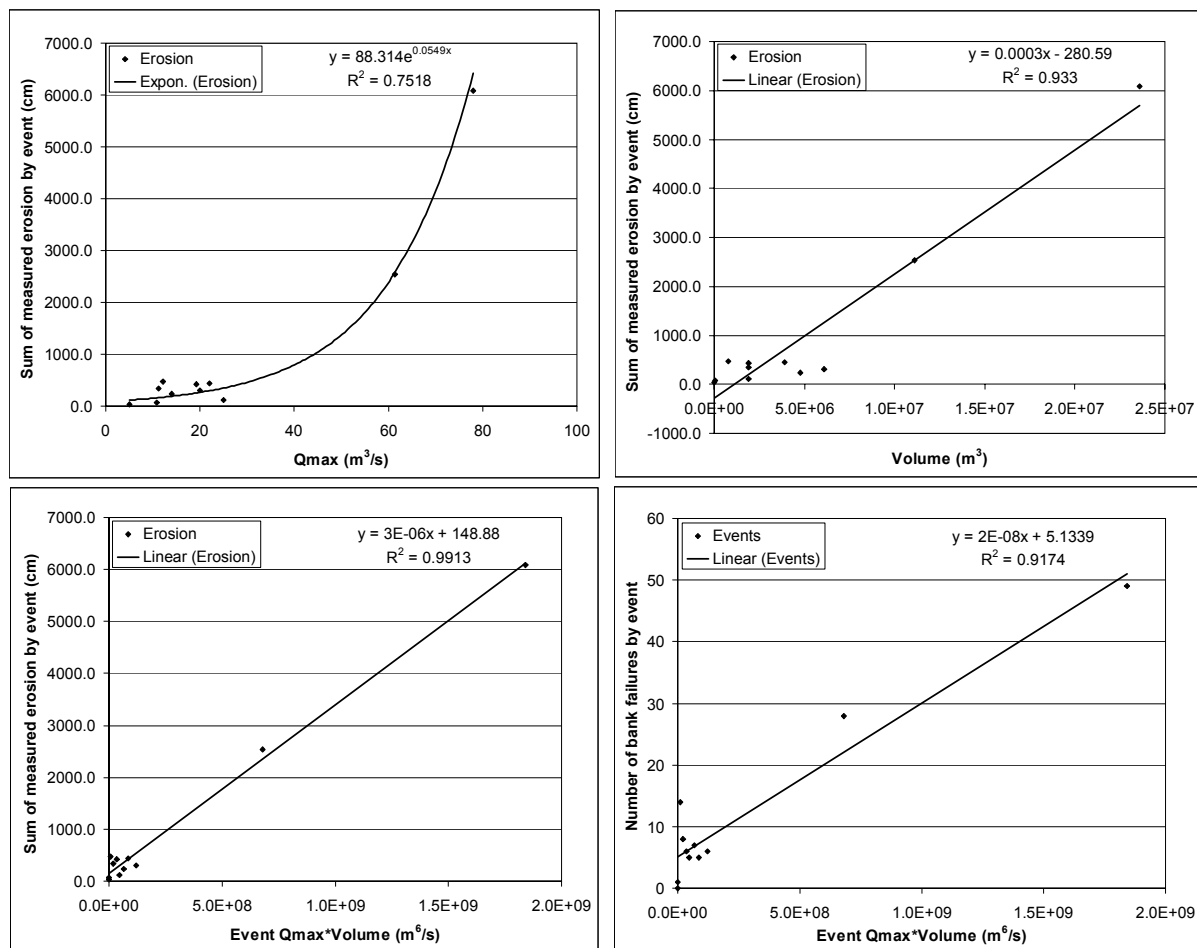 7000.0
6000.0
5000.0
4000.0
3000.0
2000.0
1000.0
0.0
Sum of measured erosion by event (cm)
Erosion
Expon. (Erosion)
y = 88.314e^0.0549x
R² = 0.7518
0 20 40 60 80 100
Qmax (m³/s)
7000.0
6000.0
5000.0
4000.0
3000.0
2000.0
1000.0
0.0
-1000.0
Sum of measured erosion by event (cm)
Erosion
Linear (Erosion)
y = 0.0003x - 280.59
R² = 0.933
0.0E+00 5.0E+06 1.0E+07 1.5E+07 2.0E+07 2.5E+07
Volume (m³)
7000.0
6000.0
5000.0
4000.0
3000.0
2000.0
1000.0
0.0
Sum of measured erosion by event (cm)
Erosion
Linear (Erosion)
y = 3E-06x + 148.88
R² = 0.9913
0.0E+00 5.0E+08 1.0E+09 1.5E+09 2.0E+09
Event Qmax*Volume (m⁶/s)
60
50
40
30
20
10
0
Number of bank failures by event
Events
Linear (Events)
y = 2E-08x + 5.1339
R² = 0.9174
0.0E+00 5.0E+08 1.0E+09 1.5E+09 2.0E+09
Event Qmax*Volume (m⁶/s)